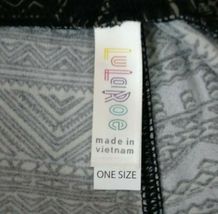 LuLaRoe
made in
vietnam
ONE SIZE